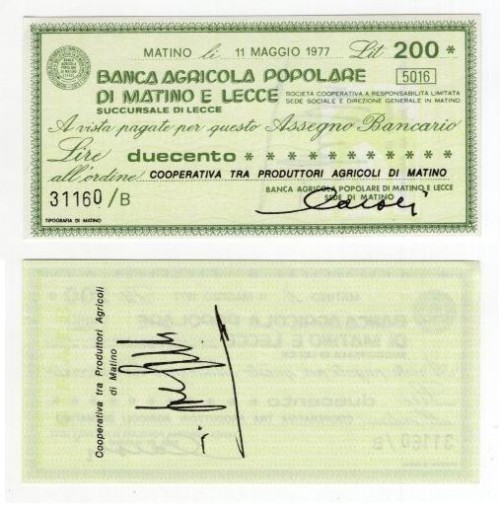 MATINO li 11 MAGGIO 1977 Lit 200 *
BANCA AGRICOLA POPOLARE 5016
DI MATINO E LECCE SOCIETÀ COOPERATIVA A RESPONSABILITÀ LIMITATA
SUCCURSALE DI LECCE SEDE SOCIALE E DIREZIONE GENERALE IN MATINO
A vista pagate per questo Assegno Bancario
Lire duecento * * * * * * * * * * * *
all'ordine COOPERATIVA TRA PRODUTTORI AGRICOLI DI MATINO
31160/B BANCA AGRICOLA POPOLARE DI MATINO E LECCE
SEDE DI MATINO
TIPOGRAFIA DI MATINO
Cooperativa tra Produttori Agricoli
di Matino